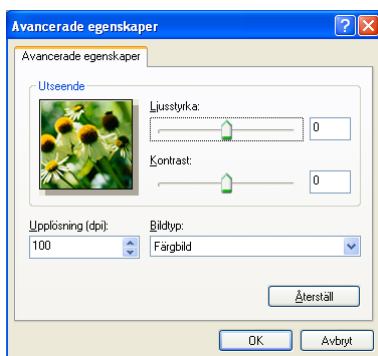 Avancerade egenskaper
Avancerade egenskaper
Utseende
Ljusstyrka:
0
Kontrast:
0
Upplösning (dpi):
Bildtyp:
100
Färgbild
Återställ
OK
Avbryt